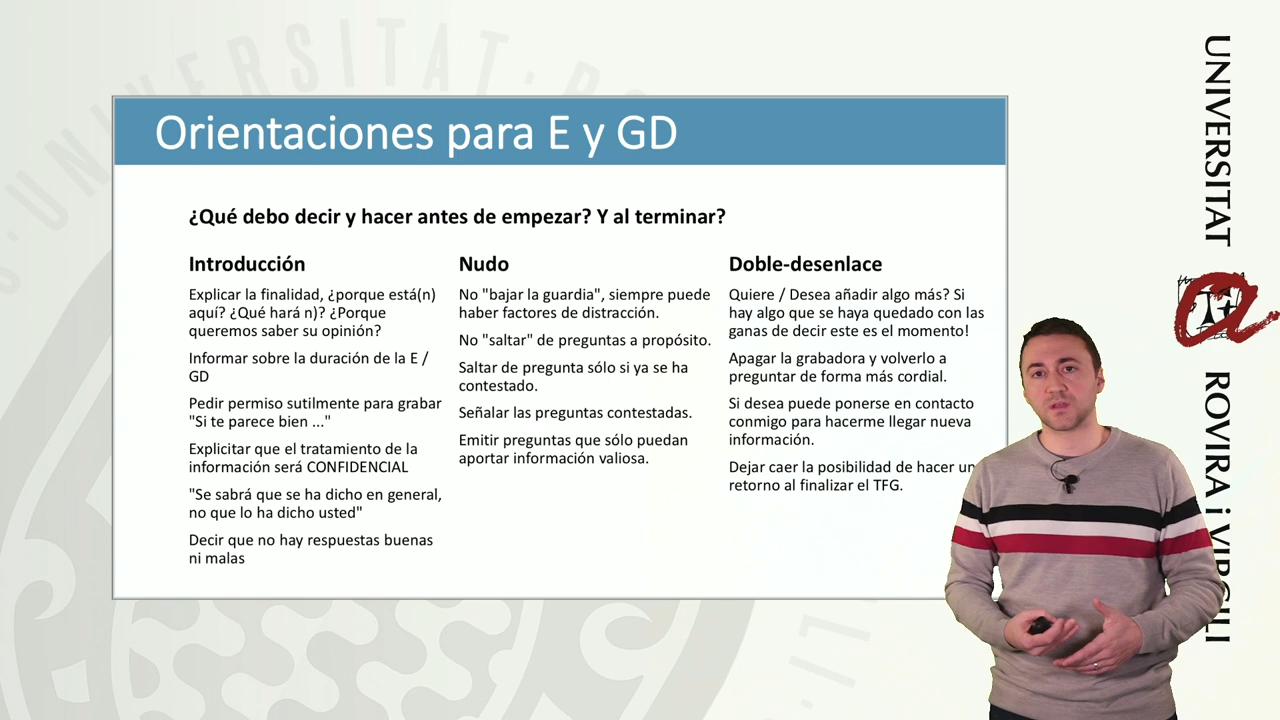 Orientaciones para E y GD
¿Qué debo decir y hacer antes de empezar? Y al terminar?
Introducción
Explicar la finalidad, ¿porque está(n)
aquí? ¿Qué hará n)? ¿Porque
queremos saber su opinión?
Informar sobre la duración de la E /
GD
Pedir permiso sutilmente para grabar
"Si te parece bien ..."
Explicitar que el tratamiento de la
información será CONFIDENCIAL
"Se sabrá que se ha dicho en general,
no que lo ha dicho usted"
Decir que no hay respuestas buenas
ni malas
Nudo
No "bajar la guardia", siempre puede
haber factores de distracción.
No "saltar" de preguntas a propósito.
Saltar de pregunta sólo si ya se ha
contestado.
Señalar las preguntas contestadas.
Emitir preguntas que sólo puedan
aportar información valiosa.
Doble-desenlace
Quiere / Desea añadir algo más? Si
hay algo que se haya quedado con las
ganas de decir este es el momento!
Apagar la grabadora y volverlo a
preguntar de forma más cordial.
Si desea puede ponerse en contacto
conmigo para hacerme llegar nueva
información.
Dejar caer la posibilidad de hacer un
retorno al finalizar el TFG.
UNIVERSITAT
ROVIRA i VIRGILI